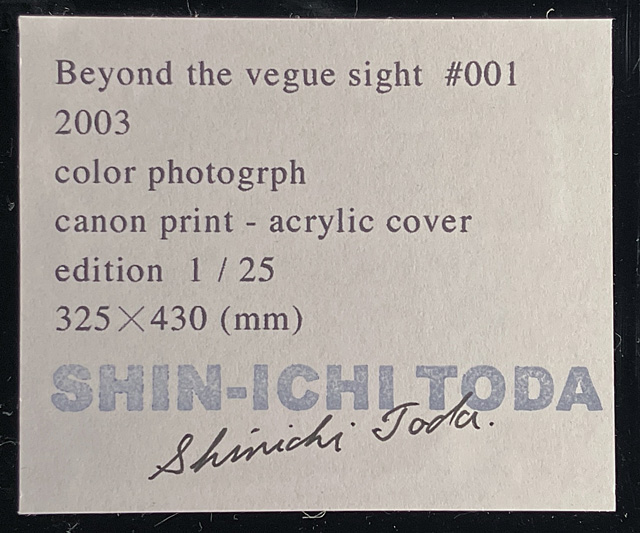 Beyond the vegue sight #001
2003
color photogrph
canon print - acrylic cover
edition 1 / 25
325×430 (mm)
SHIN-ICHI TODA
Shinichi Toda.